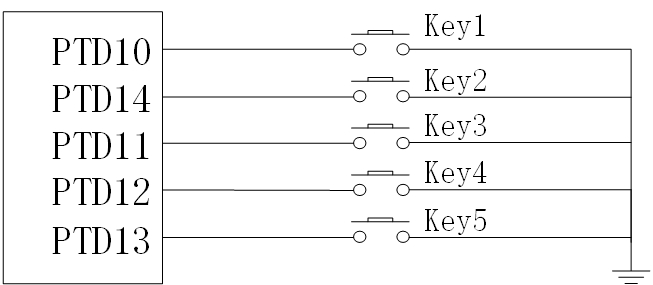 PTD10 Key1
PTD14 Key2
PTD11 Key3
PTD12 Key4
PTD13 Key5